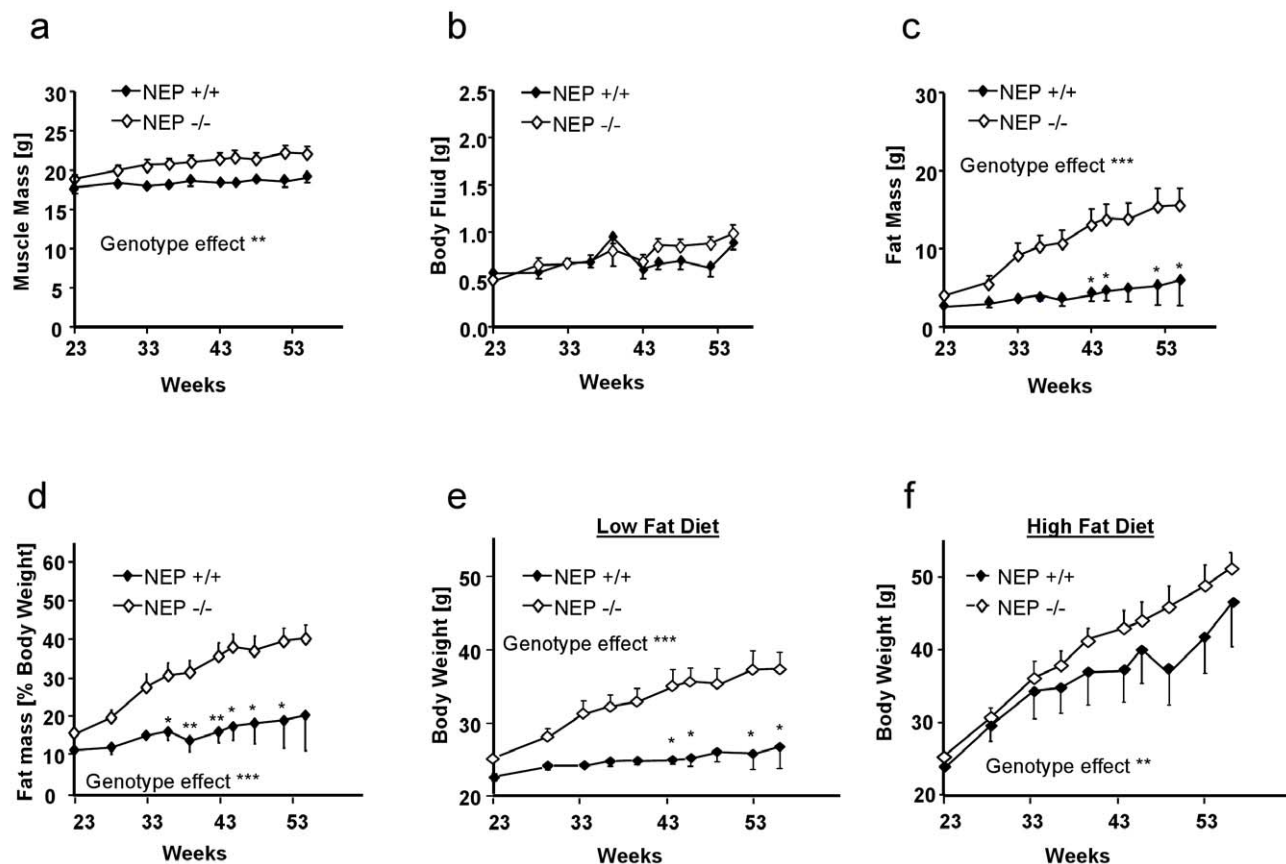 a
NEP +/+
NEP -/-
30
25
20
15
10
5
0
Muscle Mass [g]
Genotype effect **
23 33 43 53
Weeks
b
NEP +/+
NEP -/-
2.5
2.0
1.5
1.0
0.5
0.0
Body Fluid [g]
23 33 43 53
Weeks
c
NEP +/+
NEP -/-
30
20
10
0
Fat Mass [g]
Genotype effect ***
* * * *
23 33 43 53
Weeks
d
NEP +/+
NEP -/-
60
50
40
30
20
10
0
Fat mass [% Body Weight]
* ** ** * * *
Genotype effect ***
23 33 43 53
Weeks
e
Low Fat Diet
NEP +/+
NEP -/-
50
40
30
20
Body Weight [g]
Genotype effect ***
* * * *
23 33 43 53
Weeks
f
High Fat Diet
NEP +/+
NEP -/-
50
40
30
20
Body Weight [g]
Genotype effect **
23 33 43 53
Weeks